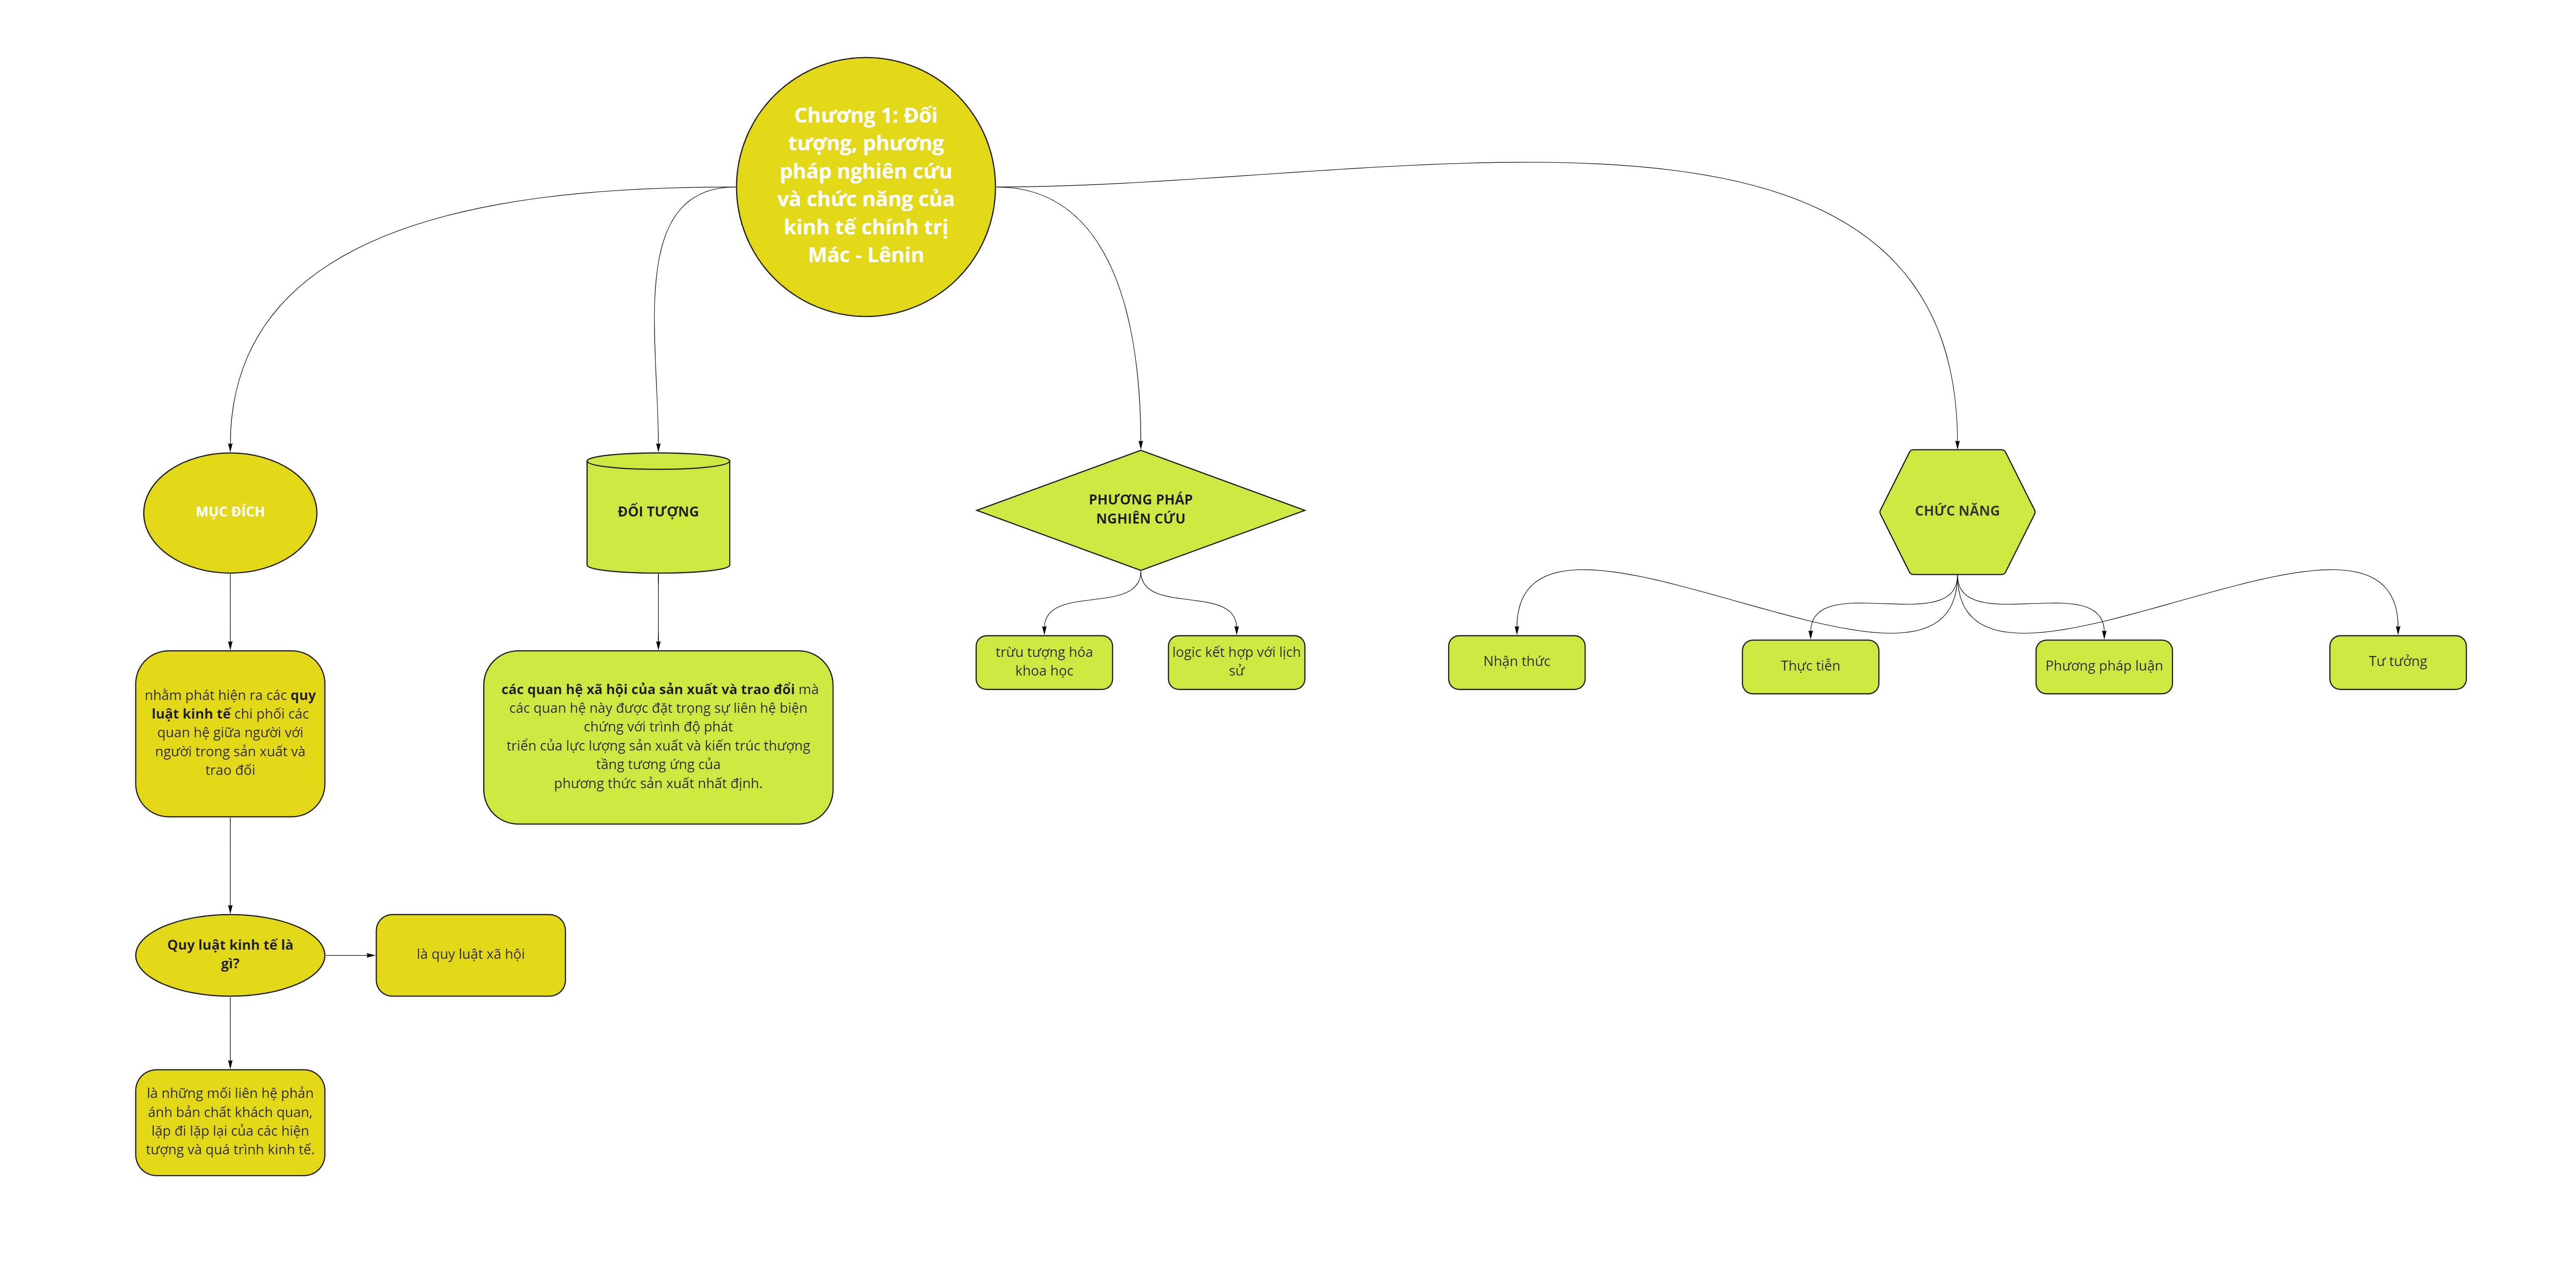 Chương 1: Đối
tượng, phương
pháp nghiên cứu
và chức năng của
kinh tế chính trị
Mác - Lênin
MỤC ĐÍCH
ĐỐI TƯỢNG
PHƯƠNG PHÁP
NGHIÊN CỨU
CHỨC NĂNG
nhằm phát hiện ra các quy
luật kinh tế chi phối các
quan hệ giữa người với
người trong sản xuất và
trao đổi
các quan hệ xã hội của sản xuất và trao đổi mà
các quan hệ này được đặt trọng sự liên hệ biện
chứng với trình độ phát
triển của lực lượng sản xuất và kiến trúc thượng
tầng tương ứng của
phương thức sản xuất nhất định.
trừu tượng hóa
khoa học
logic kết hợp với lịch
sử
Nhận thức
Thực tiễn
Phương pháp luận
Tư tưởng
Quy luật kinh tế là
gì?
là quy luật xã hội
là những mối liên hệ phản
ánh bản chất khách quan,
lặp đi lặp lại của các hiện
tượng và quá trình kinh tế.